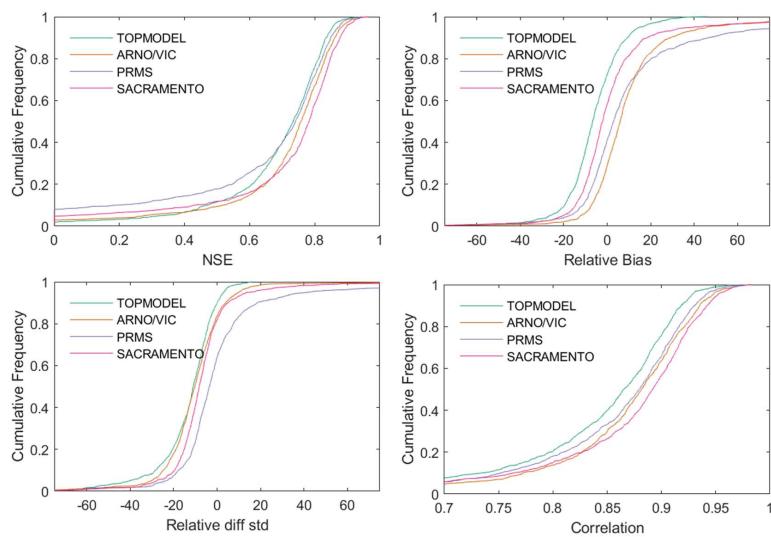 Cumulative Frequency
1
0.8
0.6
0.4
0.2
0
TOPMODEL
ARNO/VIC
PRMS
SACRAMENTO
0 0.2 0.4 0.6 0.8 1
NSE
Cumulative Frequency
1
0.8
0.6
0.4
0.2
0
TOPMODEL
ARNO/VIC
PRMS
SACRAMENTO
-60 -40 -20 0 20 40 60
Relative Bias
Cumulative Frequency
1
0.8
0.6
0.4
0.2
0
TOPMODEL
ARNO/VIC
PRMS
SACRAMENTO
-60 -40 -20 0 20 40 60
Relative diff std
Cumulative Frequency
1
0.8
0.6
0.4
0.2
0
TOPMODEL
ARNO/VIC
PRMS
SACRAMENTO
0.7 0.75 0.8 0.85 0.9 0.95 1
Correlation